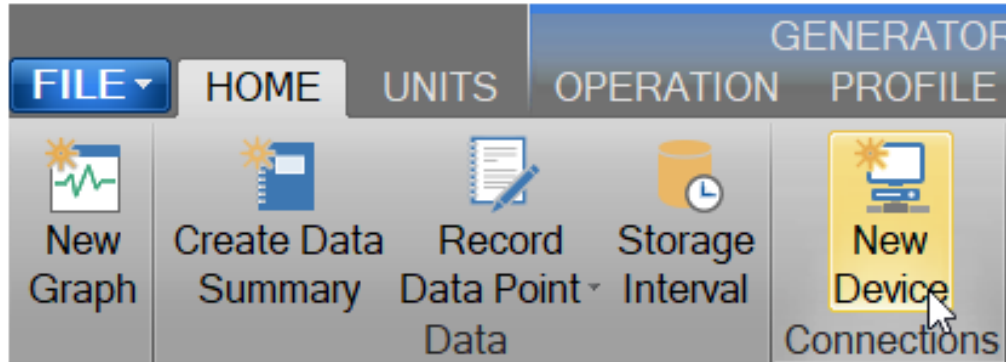 GENERATOR
FILE HOME UNITS OPERATION PROFILE
New Graph
Create Data Summary
Record Data Point
Storage Interval
New Device
Data
Connections